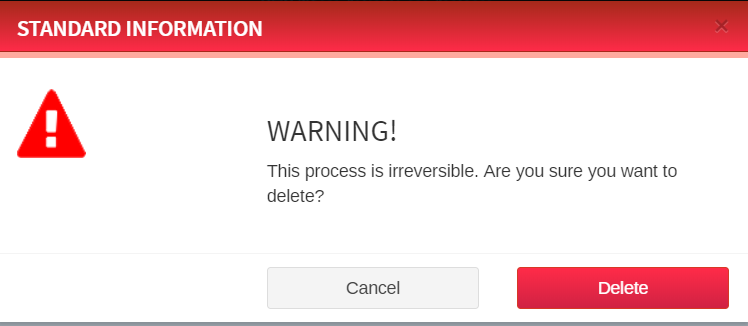 STANDARD INFORMATION
×
WARNING!
This process is irreversible. Are you sure you want to
delete?
Cancel
Delete